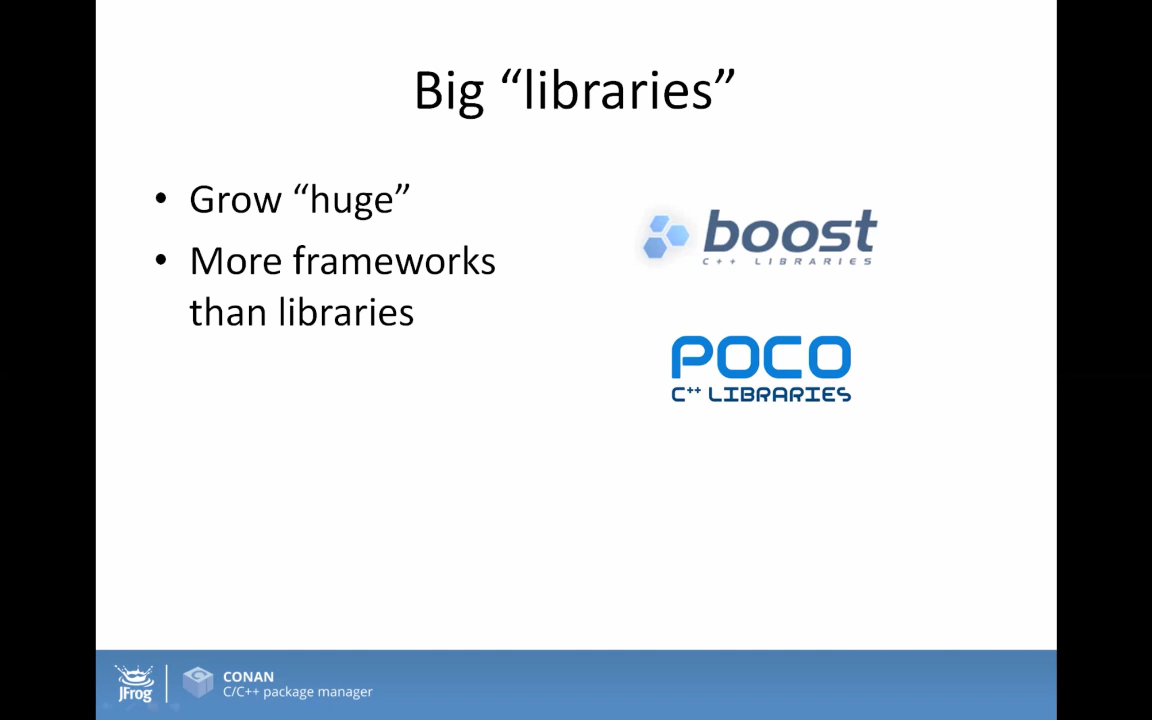 Big “libraries”
• Grow “huge”
• More frameworks
than libraries
boost
C++ LIBRARIES
POCO
C++ LIBRARIES
JFrog
CONAN
C/C++ package manager